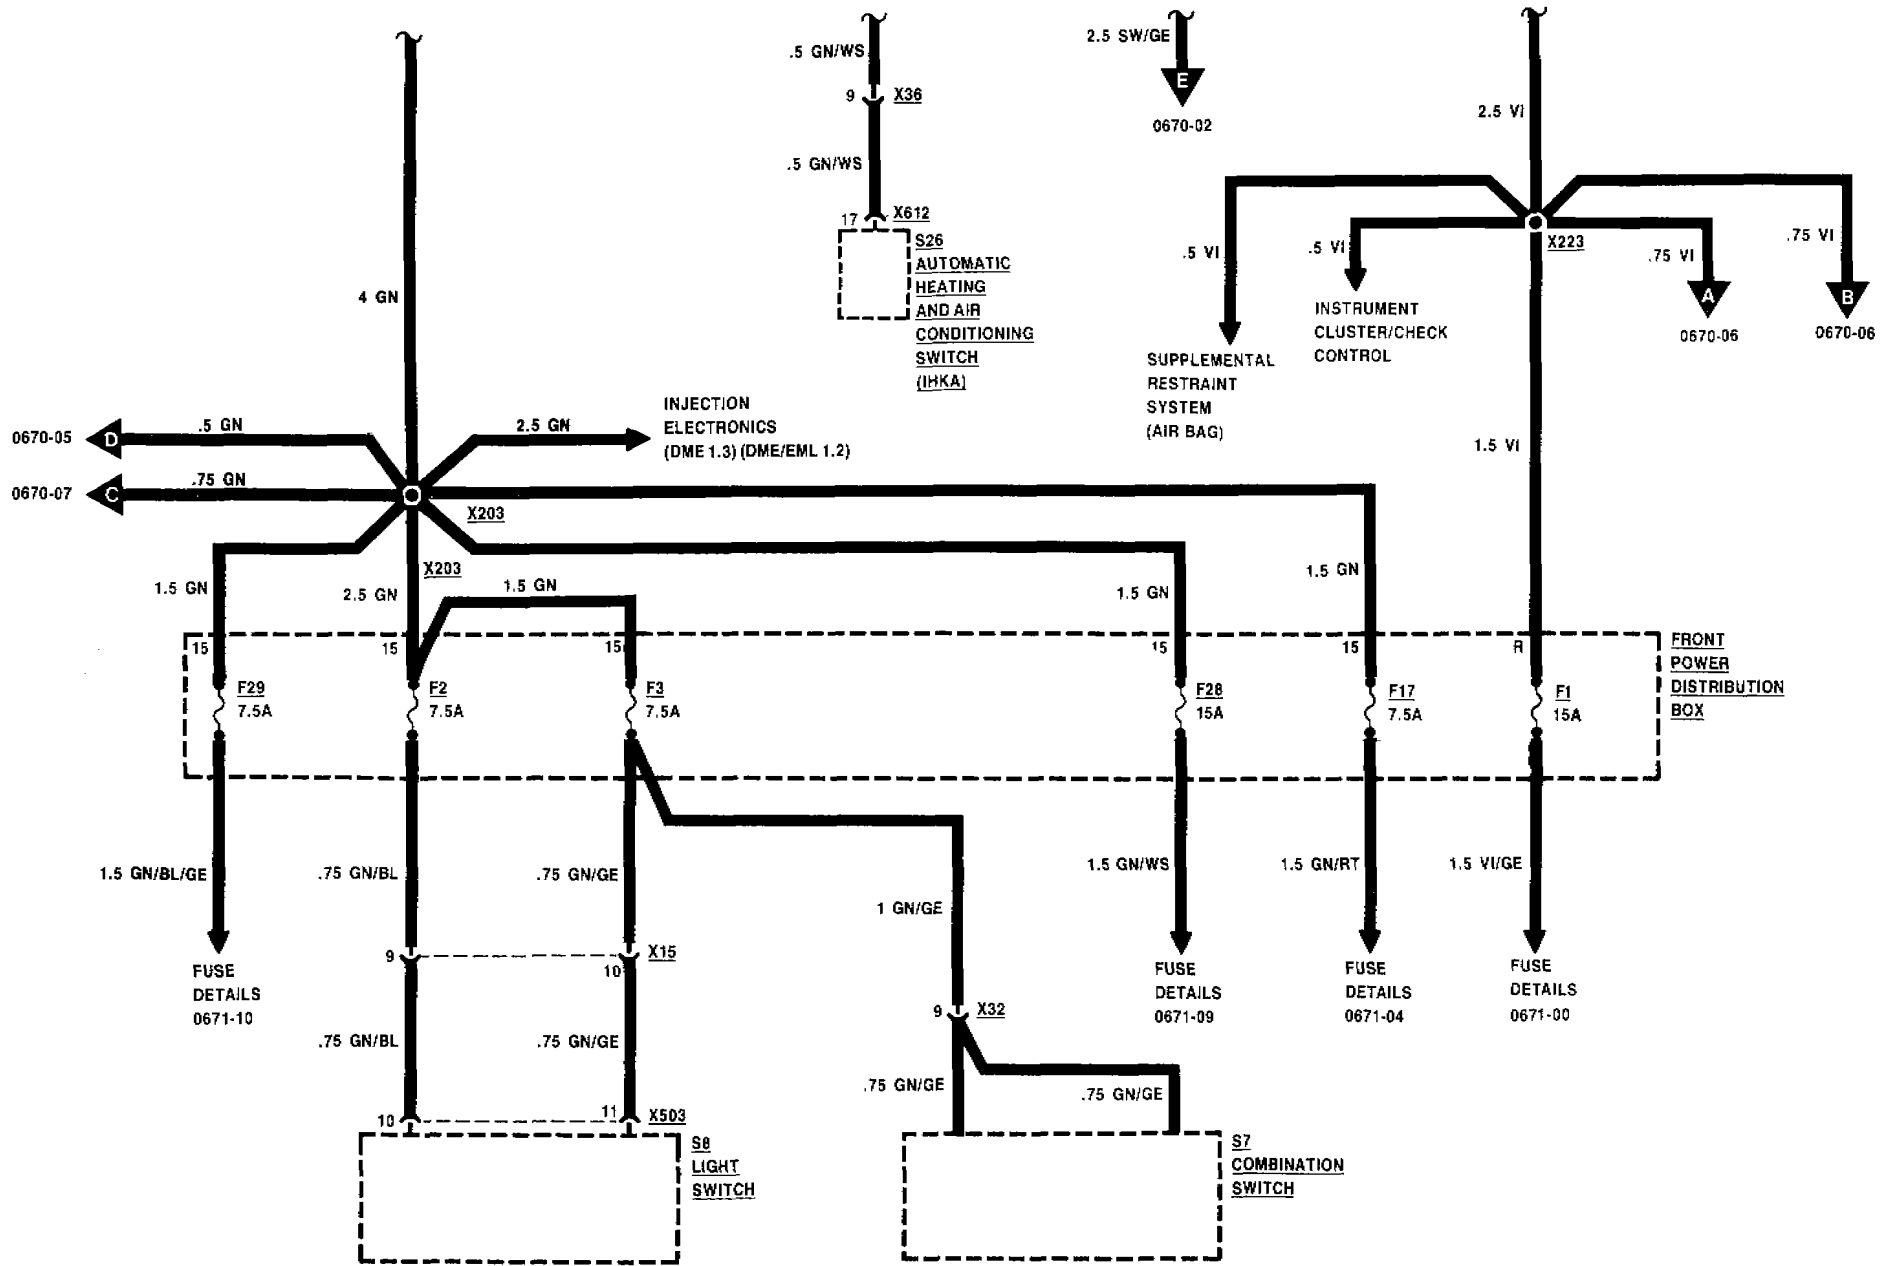 .5 GN/WS
9 X36
.5 GN/WS
17 X612
S26
AUTOMATIC
HEATING
AND AIR
CONDITIONING
SWITCH
(IHKA)
2.5 SW/GE
E
0670-02
2.5 VI
X223
.5 VI
.5 VI
.75 VI
.75 VI
A
0670-06
B
0670-06
INSTRUMENT
CLUSTER/CHECK
CONTROL
SUPPLEMENTAL
RESTRAINT
SYSTEM
(AIR BAG)
1.5 VI
4 GN
0670-05 D .5 GN
0670-07 C .75 GN
2.5 GN
INJECTION
ELECTRONICS
(DME 1.3) (DME/EML 1.2)
X203
X203
1.5 GN
2.5 GN
1.5 GN
1.5 GN
1.5 GN
15 15 15 15 15 R
F29
7.5A
F2
7.5A
F3
7.5A
F28
15A
F17
7.5A
F1
15A
FRONT
POWER
DISTRIBUTION
BOX
1.5 GN/BL/GE
.75 GN/BL
.75 GN/GE
1 GN/GE
1.5 GN/WS
1.5 GN/RT
1.5 VI/GE
FUSE
DETAILS
0671-10
9 10 X15
FUSE
DETAILS
0671-09
FUSE
DETAILS
0671-04
FUSE
DETAILS
0671-00
9 X32
.75 GN/BL
.75 GN/GE
.75 GN/GE
.75 GN/GE
10 11 X503
S8
LIGHT
SWITCH
S7
COMBINATION
SWITCH